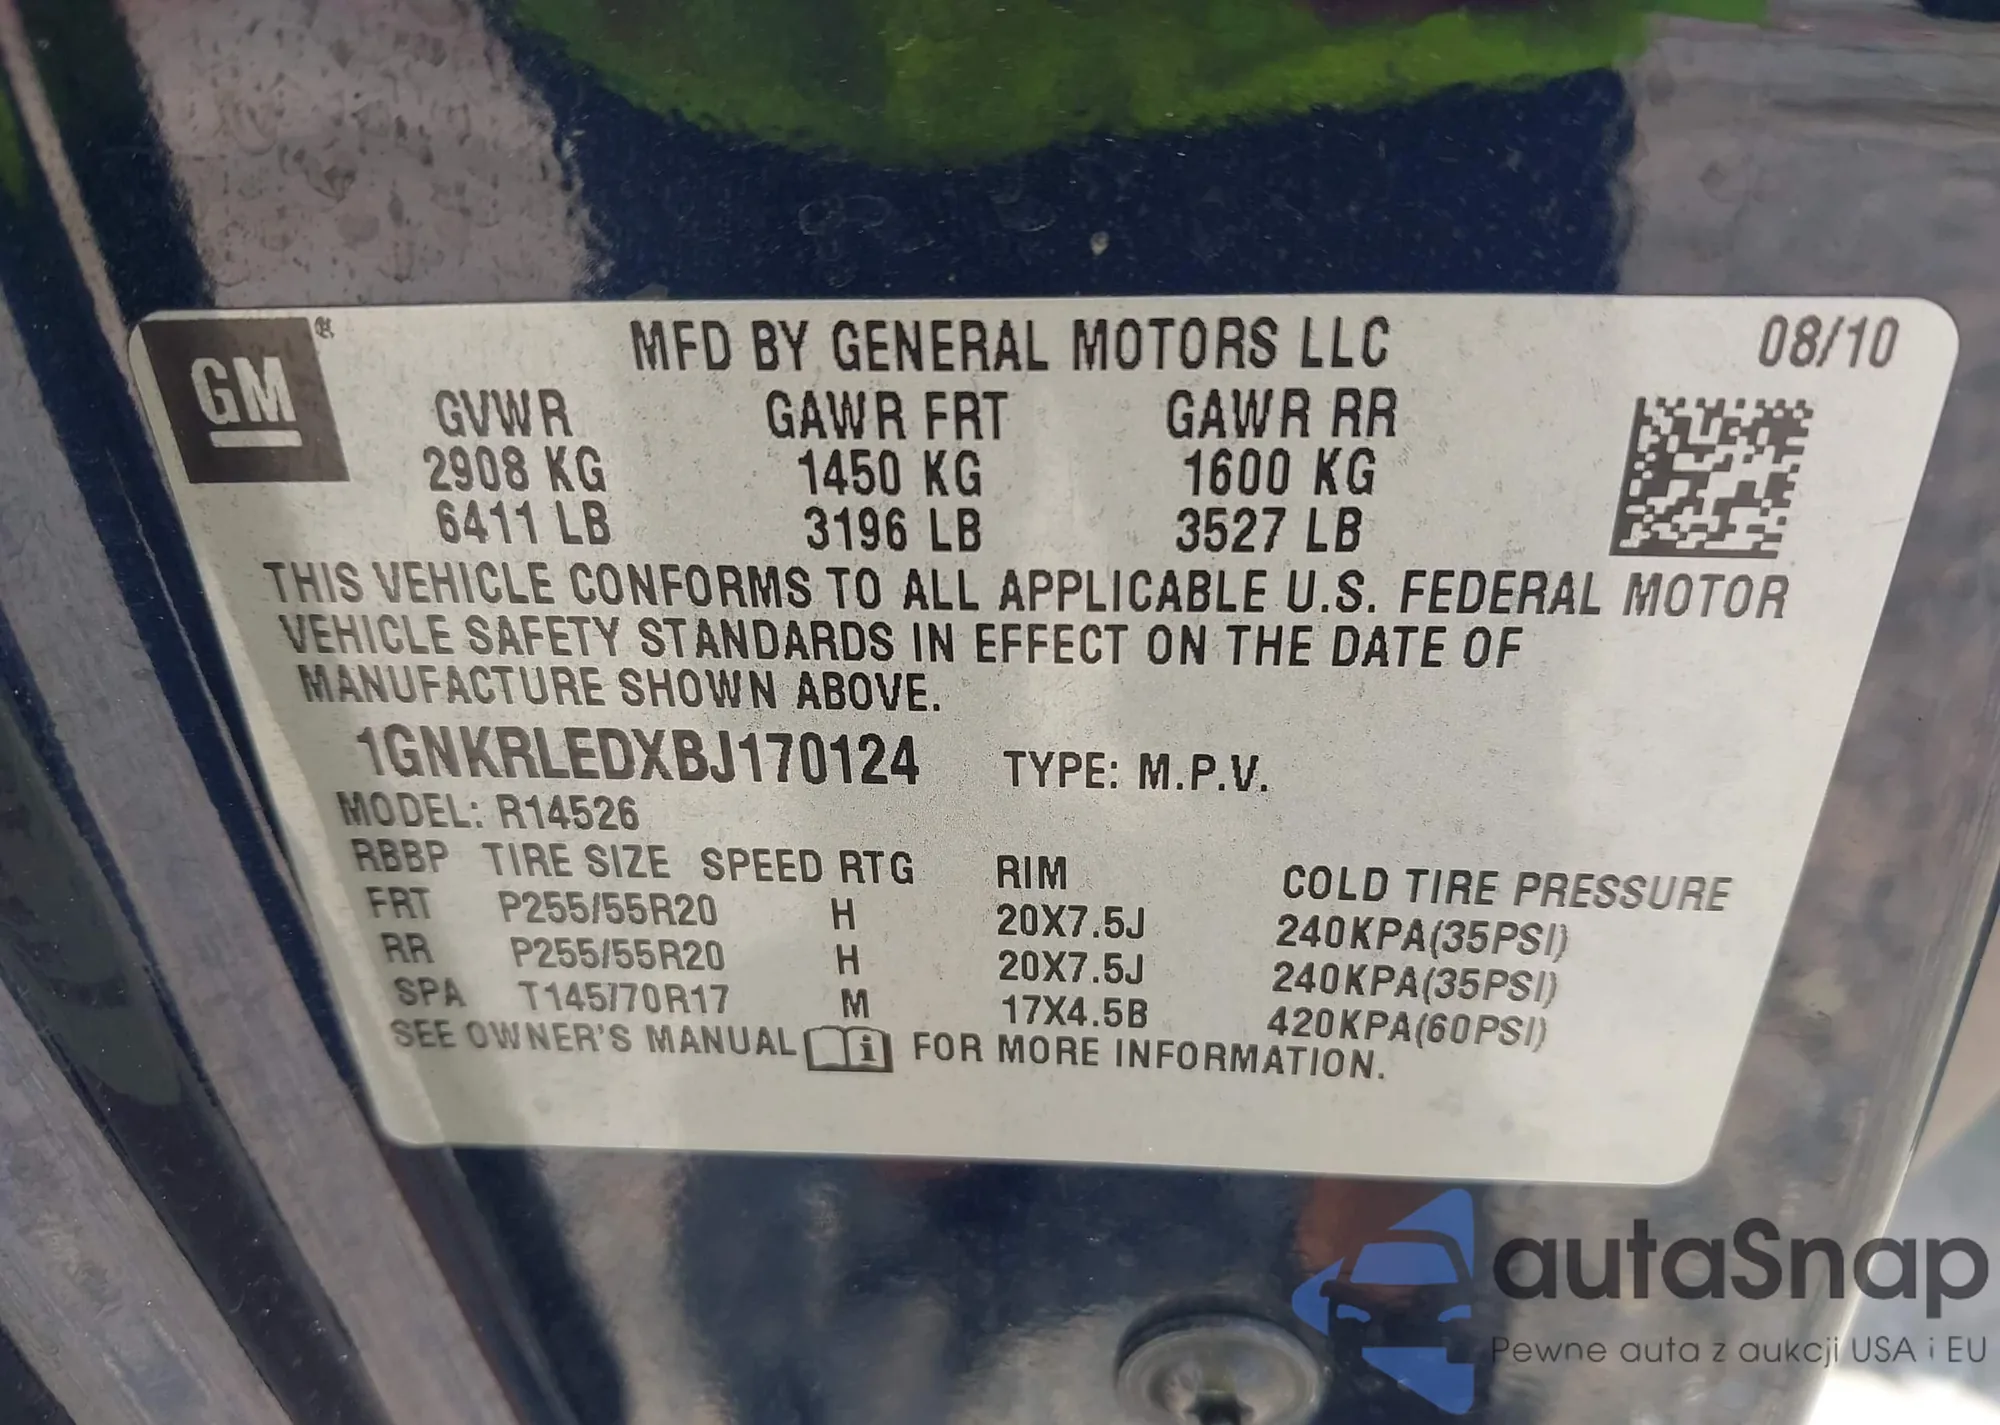 GM
MFD BY GENERAL MOTORS LLC 08/10
GVWR GAWR FRT GAWR RR
2908 KG 1450 KG 1600 KG
6411 LB 3196 LB 3527 LB
THIS VEHICLE CONFORMS TO ALL APPLICABLE U.S. FEDERAL MOTOR
VEHICLE SAFETY STANDARDS IN EFFECT ON THE DATE OF
MANUFACTURE SHOWN ABOVE.
1GNKRLEDXBJ170124 TYPE: M.P.V.
MODEL: R14526
RBBP TIRE SIZE SPEED RTG RIM COLD TIRE PRESSURE
FRT P255/55R20 H 20X7.5J 240KPA(35PSI)
RR P255/55R20 H 20X7.5J 240KPA(35PSI)
SPA T145/70R17 M 17X4.5B 420KPA(60PSI)
SEE OWNER'S MANUAL FOR MORE INFORMATION.
autaSnap
Pewne auta z aukcji USA i EU